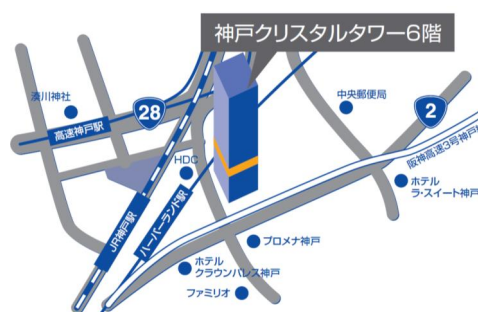 神戸クリスタルタワー6階
湊川神社
28
高速神戸駅
中央郵便局
2
阪神高速3号神戸
HDC
ホテル
ラ・スイート神戸
JR神戸駅
ハーバーランド駅
プロメナ神戸
ホテル
クラウンパレス神戸
ファミリオ